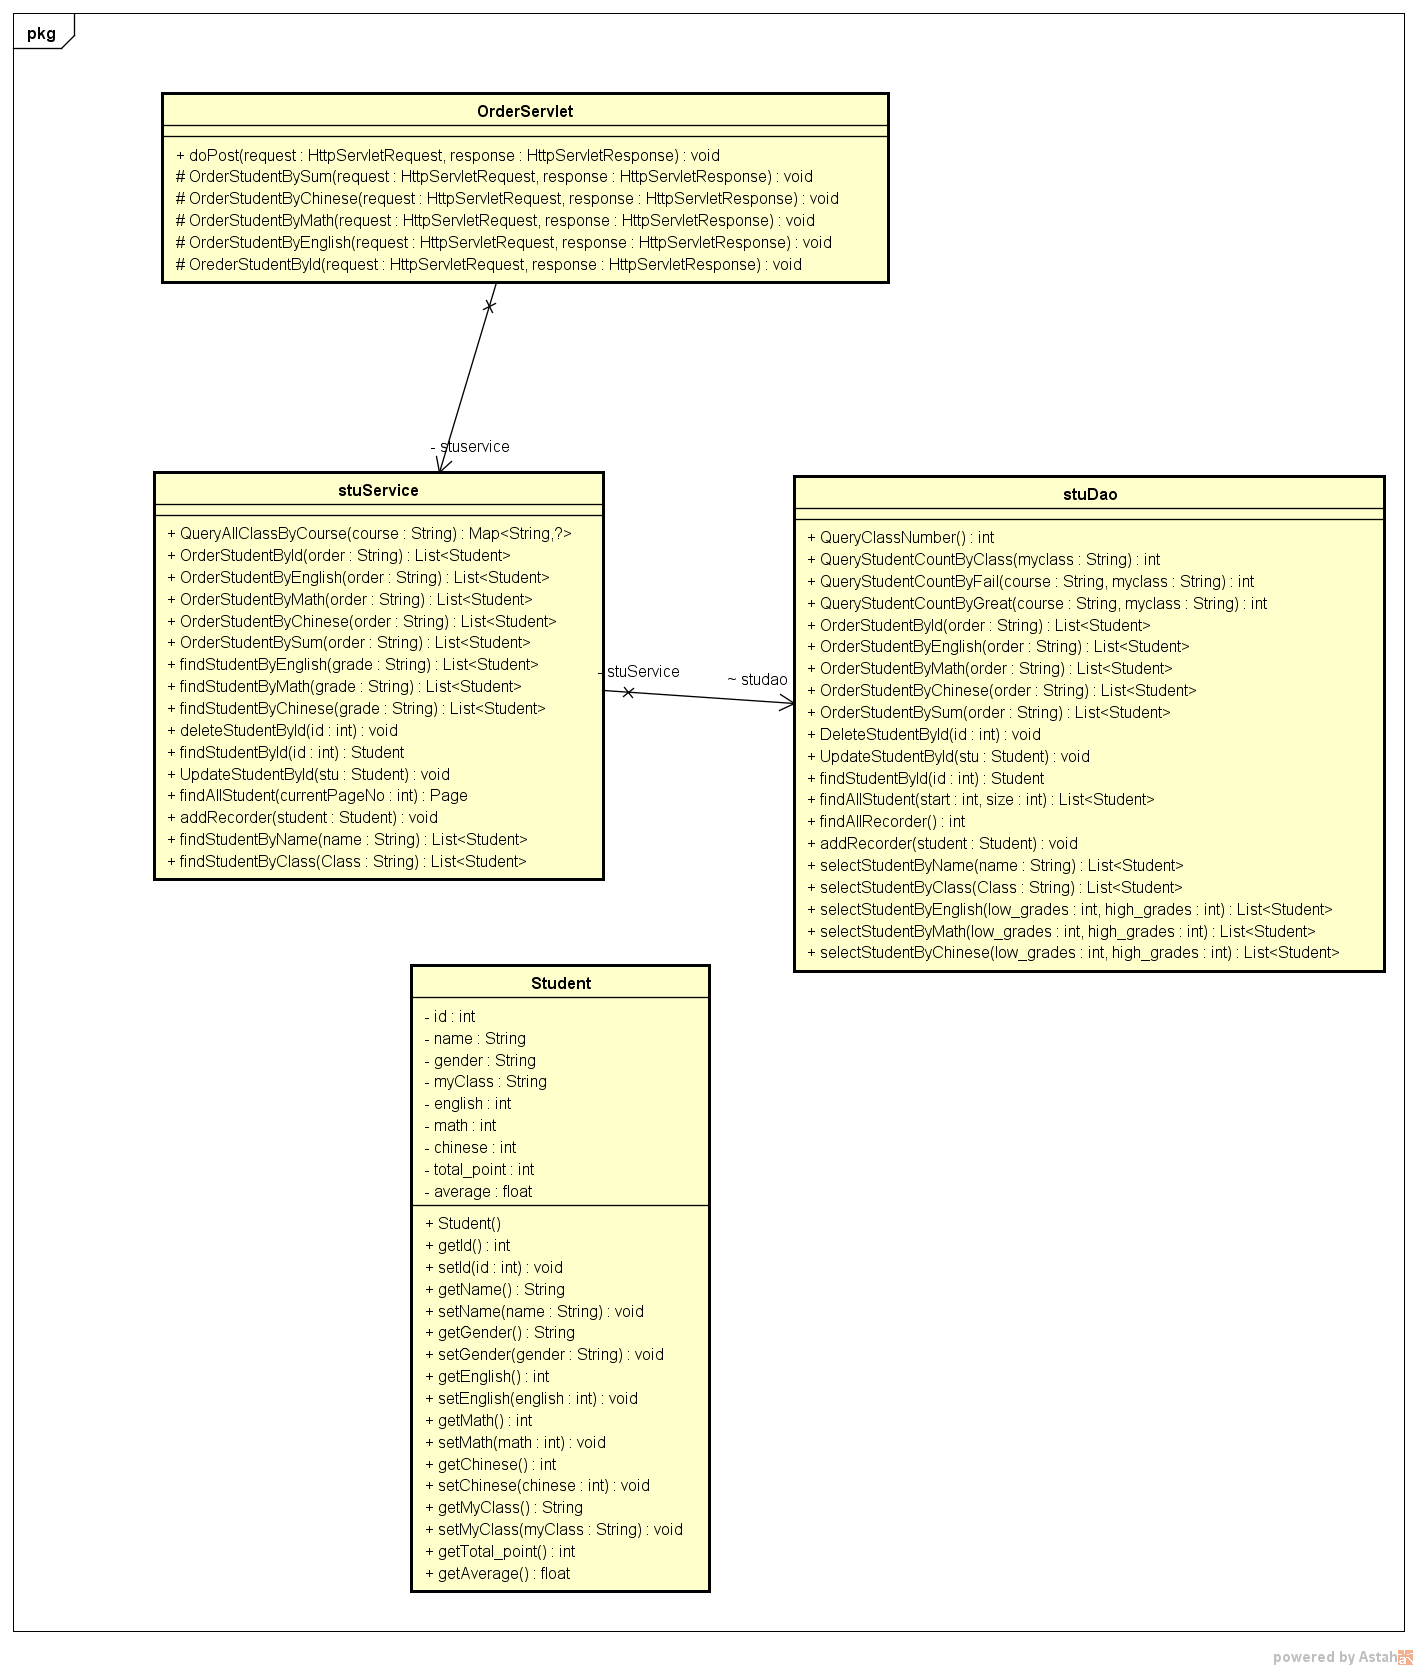 pkg
OrderServlet
+ doPost(request : HttpServletRequest, response : HttpServletResponse) : void
# OrderStudentBySum(request : HttpServletRequest, response : HttpServletResponse) : void
# OrderStudentByChinese(request : HttpServletRequest, response : HttpServletResponse) : void
# OrderStudentByMath(request : HttpServletRequest, response : HttpServletResponse) : void
# OrderStudentByEnglish(request : HttpServletRequest, response : HttpServletResponse) : void
# OrederStudentById(request : HttpServletRequest, response : HttpServletResponse) : void
- stuservice
stuService
+ QueryAllClassByCourse(course : String) : Map<String,?>
+ OrderStudentById(order : String) : List<Student>
+ OrderStudentByEnglish(order : String) : List<Student>
+ OrderStudentByMath(order : String) : List<Student>
+ OrderStudentByChinese(order : String) : List<Student>
+ OrderStudentBySum(order : String) : List<Student>
+ findStudentByEnglish(grade : String) : List<Student>
+ findStudentByMath(grade : String) : List<Student>
+ findStudentByChinese(grade : String) : List<Student>
+ deleteStudentById(id : int) : void
+ findStudentById(id : int) : Student
+ UpdateStudentById(stu : Student) : void
+ findAllStudent(currentPageNo : int) : Page
+ addRecorder(student : Student) : void
+ findStudentByName(name : String) : List<Student>
+ findStudentByClass(Class : String) : List<Student>
- stuService
~ studao
stuDao
+ QueryClassNumber() : int
+ QueryStudentCountByClass(myclass : String) : int
+ QueryStudentCountByFail(course : String, myclass : String) : int
+ QueryStudentCountByGreat(course : String, myclass : String) : int
+ OrderStudentById(order : String) : List<Student>
+ OrderStudentByEnglish(order : String) : List<Student>
+ OrderStudentByMath(order : String) : List<Student>
+ OrderStudentByChinese(order : String) : List<Student>
+ OrderStudentBySum(order : String) : List<Student>
+ DeleteStudentById(id : int) : void
+ UpdateStudentById(stu : Student) : void
+ findStudentById(id : int) : Student
+ findAllStudent(start : int, size : int) : List<Student>
+ findAllRecorder() : int
+ addRecorder(student : Student) : void
+ selectStudentByName(name : String) : List<Student>
+ selectStudentByClass(Class : String) : List<Student>
+ selectStudentByEnglish(low_grades : int, high_grades : int) : List<Student>
+ selectStudentByMath(low_grades : int, high_grades : int) : List<Student>
+ selectStudentByChinese(low_grades : int, high_grades : int) : List<Student>
Student
- id : int
- name : String
- gender : String
- myClass : String
- english : int
- math : int
- chinese : int
- total_point : int
- average : float
+ Student()
+ getId() : int
+ setId(id : int) : void
+ getName() : String
+ setName(name : String) : void
+ getGender() : String
+ setGender(gender : String) : void
+ getEnglish() : int
+ setEnglish(english : int) : void
+ getMath() : int
+ setMath(math : int) : void
+ getChinese() : int
+ setChinese(chinese : int) : void
+ getMyClass() : String
+ setMyClass(myClass : String) : void
+ getTotal_point() : int
+ getAverage() : float
powered by Astah